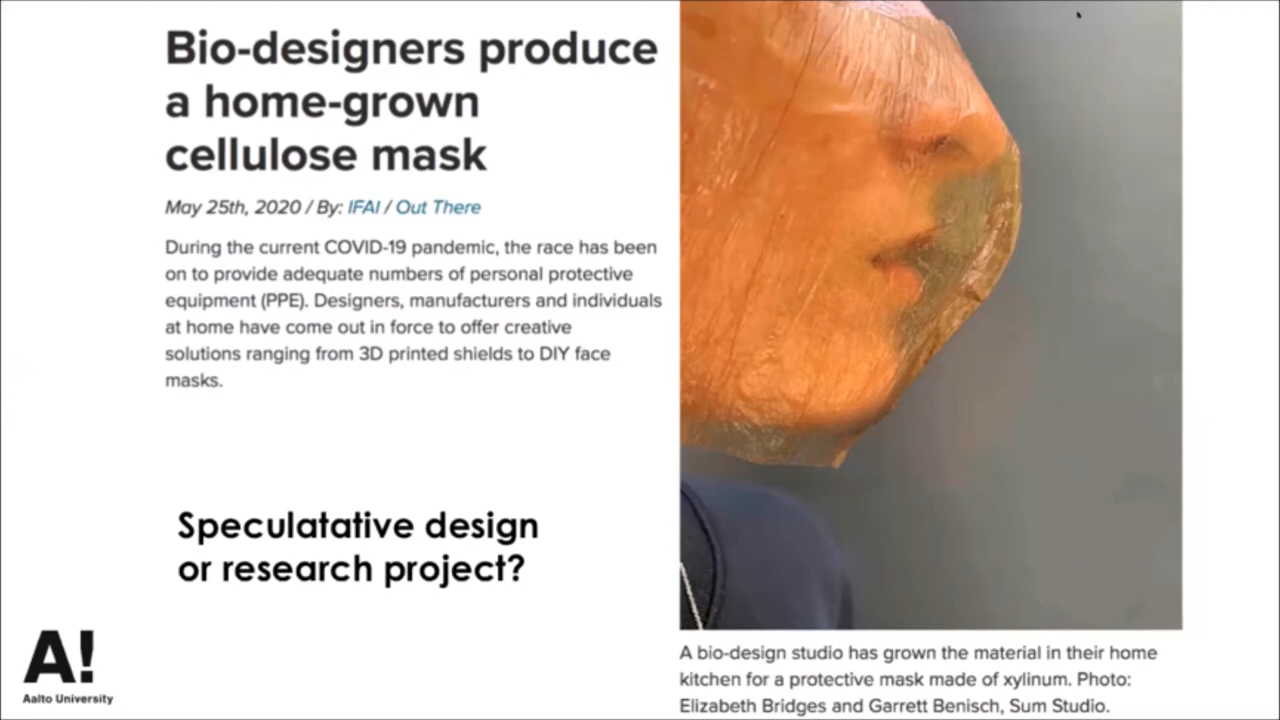 Bio-designers produce
a home-grown
cellulose mask
May 25th, 2020 / By: IFAI / Out There
During the current COVID-19 pandemic, the race has been
on to provide adequate numbers of personal protective
equipment (PPE). Designers, manufacturers and individuals
at home have come out in force to offer creative
solutions ranging from 3D printed shields to DIY face
masks.
Speculatative design
or research project?
A!
Aalto University
A bio-design studio has grown the material in their home
kitchen for a protective mask made of xylinum. Photo:
Elizabeth Bridges and Garrett Benisch, Sum Studio.